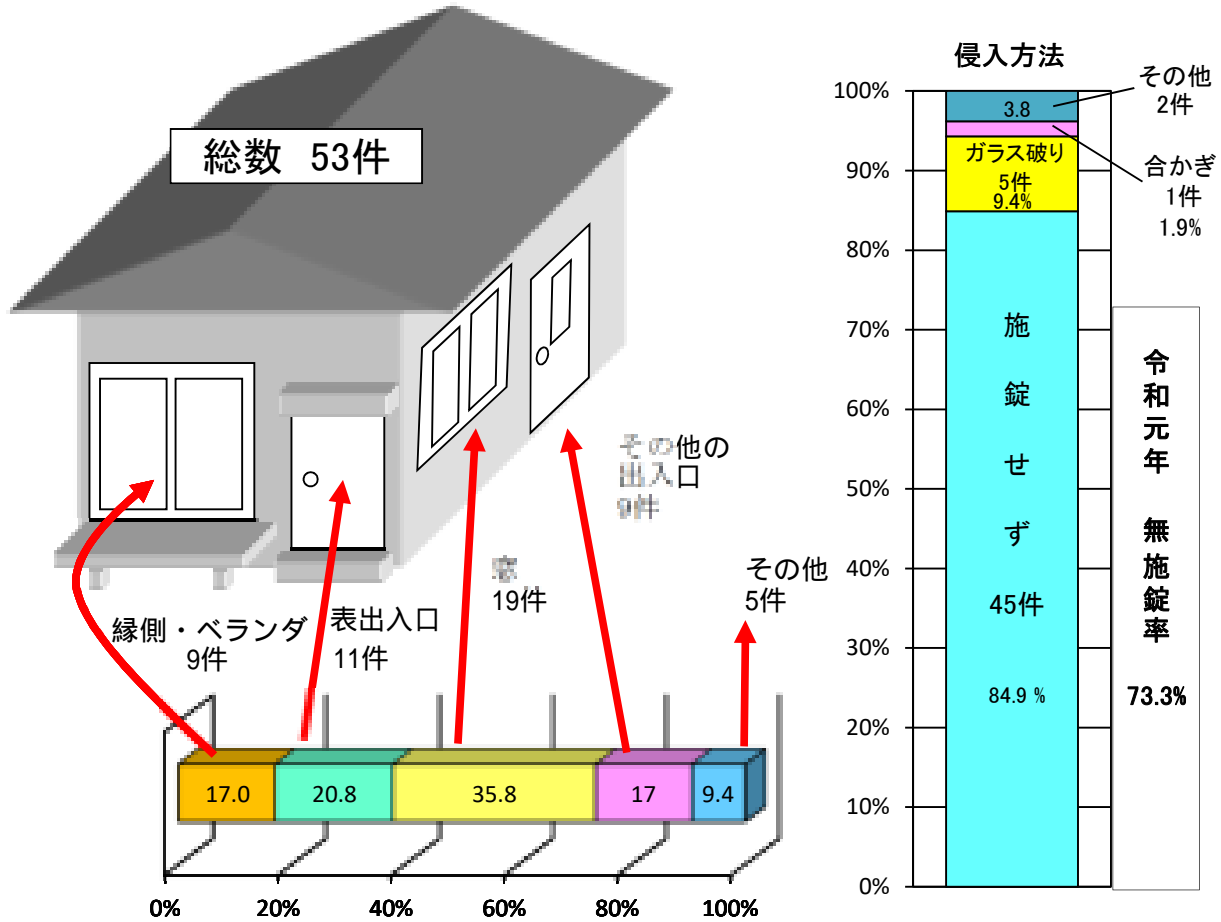 総数 53件
縁側・ベランダ
9件
表出入口
11件
窓
19件
その他の
出入口
9件
その他
5件
17.0
20.8
35.8
17
9.4
0%
20%
40%
60%
80%
100%
侵入方法
100%
90%
80%
70%
60%
50%
40%
30%
20%
10%
0%
3.8
ガラス破り
5件
9.4%
施錠せず
45件
84.9 %
その他
2件
合かぎ
1件
1.9%
令和元年 無施錠率
73.3%